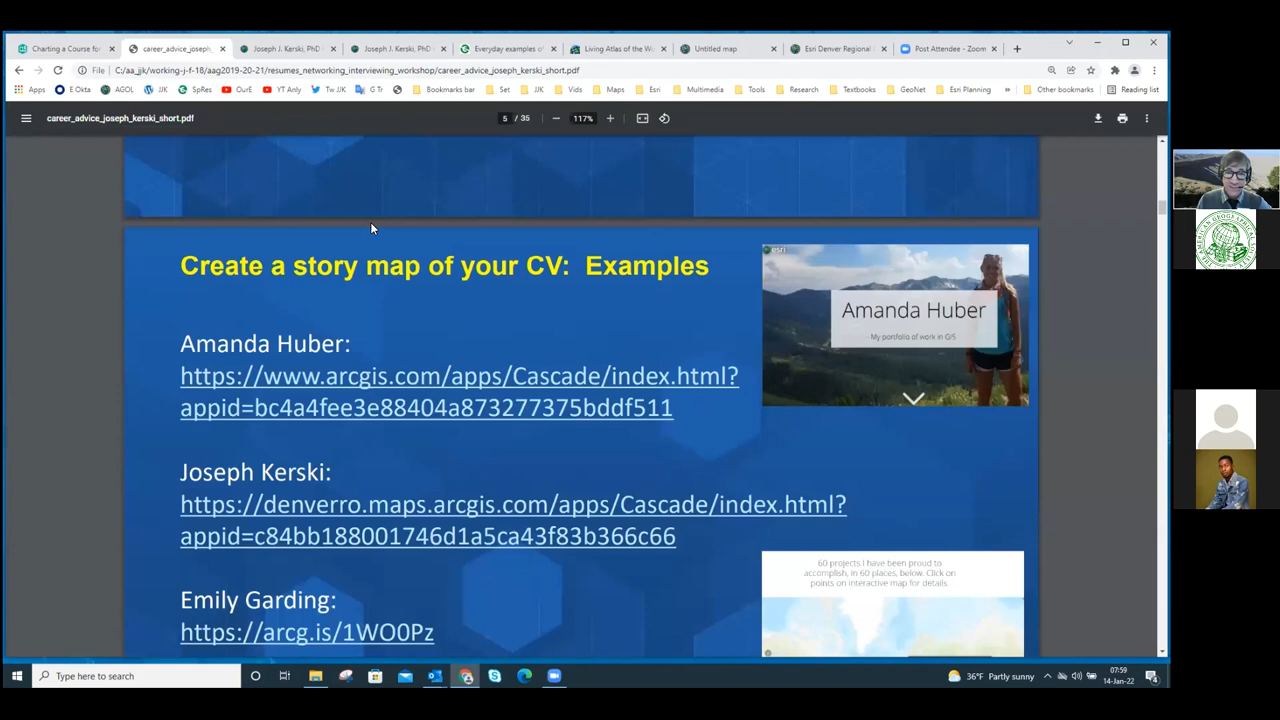 Charting a Course for
career_advice_joseph_
Joseph J. Kerski, PhD
Joseph J. Kerski, PhD
Everyday examples of
Living Atlas of the Wo
Untitled map
Esri Denver Regional
Post Attendee - Zoom
File
C:/aa_jjk/working-j-f-18/aag2019-20-21/resumes_networking_interviewing_workshop/career_advice_joseph_kerski_short.pdf
Apps
E Okta
AGOL
JJK
SpRes
OurE
YT Anly
Tw JJK
G Tr
Bookmarks bar
Set
JJK
Vids
Maps
Esri
Multimedia
Tools
Research
Textbooks
GeoNet
Esri Planning
»
Other bookmarks
Reading list
career_advice_joseph_kerski_short.pdf
5 / 35
117%
Create a story map of your CV: Examples
esri
Amanda Huber
My portfolio of work in GIS
Amanda Huber:
https://www.arcgis.com/apps/Cascade/index.html?
appid=bc4a4fee3e88404a873277375bddf511
Joseph Kerski:
https://denverro.maps.arcgis.com/apps/Cascade/index.html?
appid=c84bb188001746d1a5ca43f83b366c66
60 projects I have been proud to
accomplish, in 60 places, below. Click on
points on interactive map for details.
Emily Garding:
https://arcg.is/1WO0Pz
Type here to search
36°F Partly sunny
07:59
14-Jan-22
4